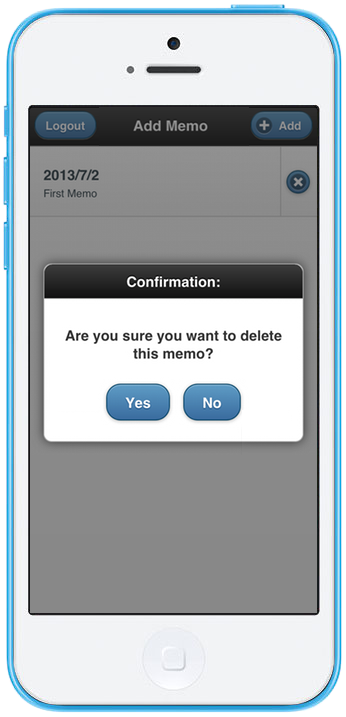 Logout
Add Memo
Add
2013/7/2
First Memo
Confirmation:
Are you sure you want to delete
this memo?
Yes
No